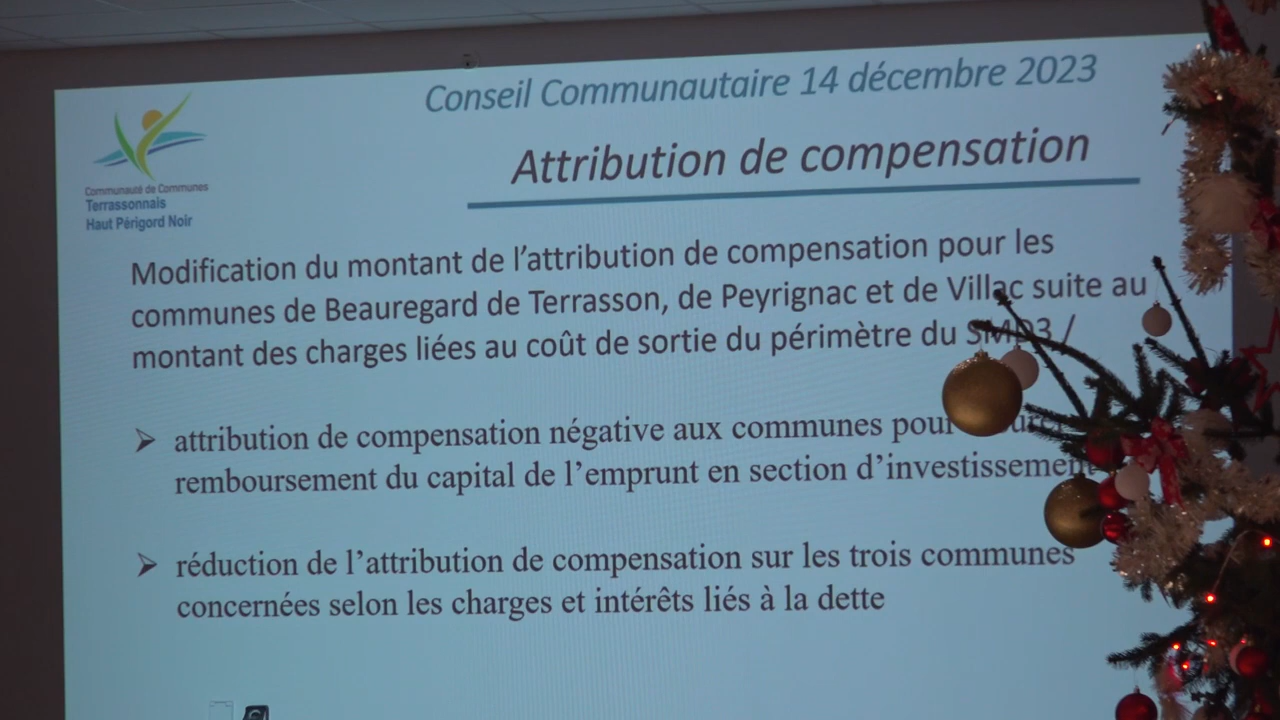 Conseil Communautaire 14 décembre 2023
Attribution de compensation
Communauté de Communes
Terrassonnais
Haut Périgord Noir
Modification du montant de l'attribution de compensation pour les
communes de Beauregard de Terrasson, de Peyrignac et de Villac suite au
montant des charges liées au coût de sortie du périmètre du SMD3 /
➢ attribution de compensation négative aux communes pour
remboursement du capital de l'emprunt en section d'investissement
➢ réduction de l'attribution de compensation sur les trois communes
concernées selon les charges et intérêts liés à la dette